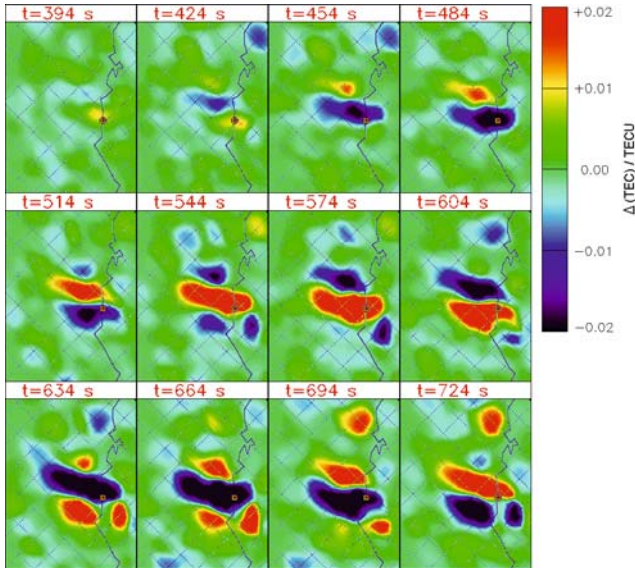 t=394 s t=424 s t=454 s t=484 s
+0.02
+0.01
0.00
−0.01
−0.02
Δ(TEC) / TECU
t=514 s t=544 s t=574 s t=604 s
t=634 s t=664 s t=694 s t=724 s